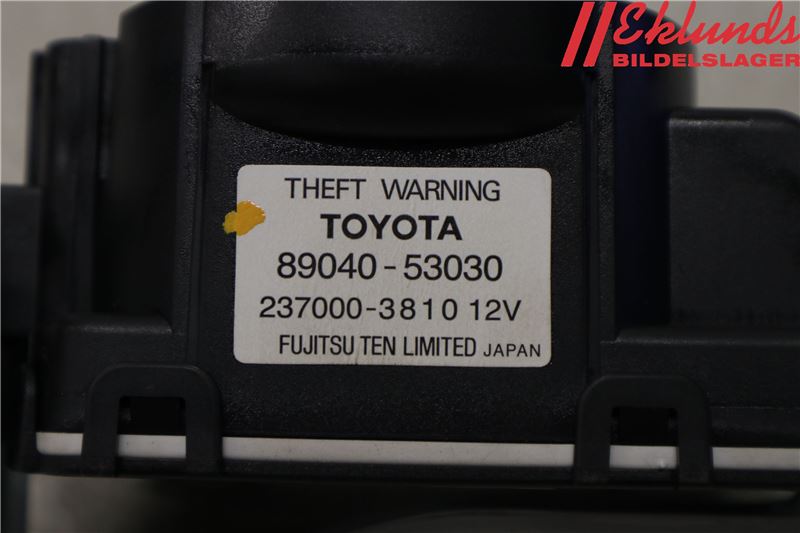 Eklunds
BILDELSLAGER
THEFT WARNING
TOYOTA
89040-53030
237000-3810 12V
FUJITSU TEN LIMITED JAPAN